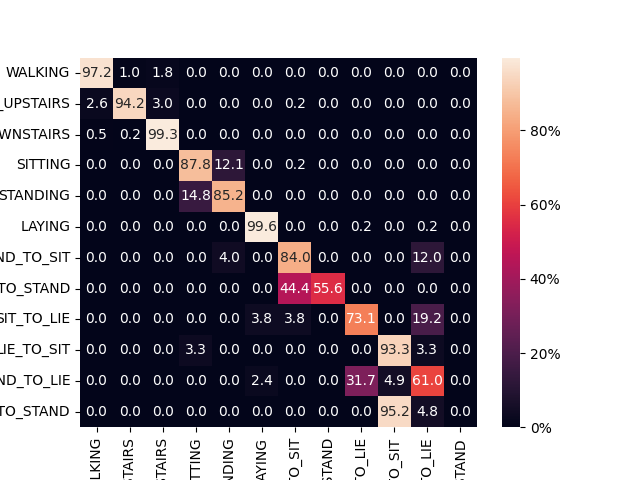 WALKING 97.2 1.0 1.8 0.0 0.0 0.0 0.0 0.0 0.0 0.0 0.0 0.0
_UPSTAIRS 2.6 94.2 3.0 0.0 0.0 0.0 0.2 0.0 0.0 0.0 0.0 0.0
WNSTAIRS 0.5 0.2 99.3 0.0 0.0 0.0 0.0 0.0 0.0 0.0 0.0 0.0
SITTING 0.0 0.0 0.0 87.8 12.1 0.0 0.2 0.0 0.0 0.0 0.0 0.0
STANDING 0.0 0.0 0.0 14.8 85.2 0.0 0.0 0.0 0.0 0.0 0.0 0.0
LAYING 0.0 0.0 0.0 0.0 0.0 99.6 0.0 0.0 0.2 0.0 0.2 0.0
ND_TO_SIT 0.0 0.0 0.0 0.0 4.0 0.0 84.0 0.0 0.0 0.0 12.0 0.0
TO_STAND 0.0 0.0 0.0 0.0 0.0 0.0 44.4 55.6 0.0 0.0 0.0 0.0
SIT_TO_LIE 0.0 0.0 0.0 0.0 0.0 3.8 3.8 0.0 73.1 0.0 19.2 0.0
LIE_TO_SIT 0.0 0.0 0.0 3.3 0.0 0.0 0.0 0.0 0.0 93.3 3.3 0.0
ND_TO_LIE 0.0 0.0 0.0 0.0 0.0 2.4 0.0 0.0 31.7 4.9 61.0 0.0
TO_STAND 0.0 0.0 0.0 0.0 0.0 0.0 0.0 0.0 0.0 95.2 4.8 0.0
LKING
TAIRS
STAIRS
TTING
NDING
AYING
TO_SIT
STAND
TO_LIE
TO_SIT
TO_LIE
STAND
80%
60%
40%
20%
0%